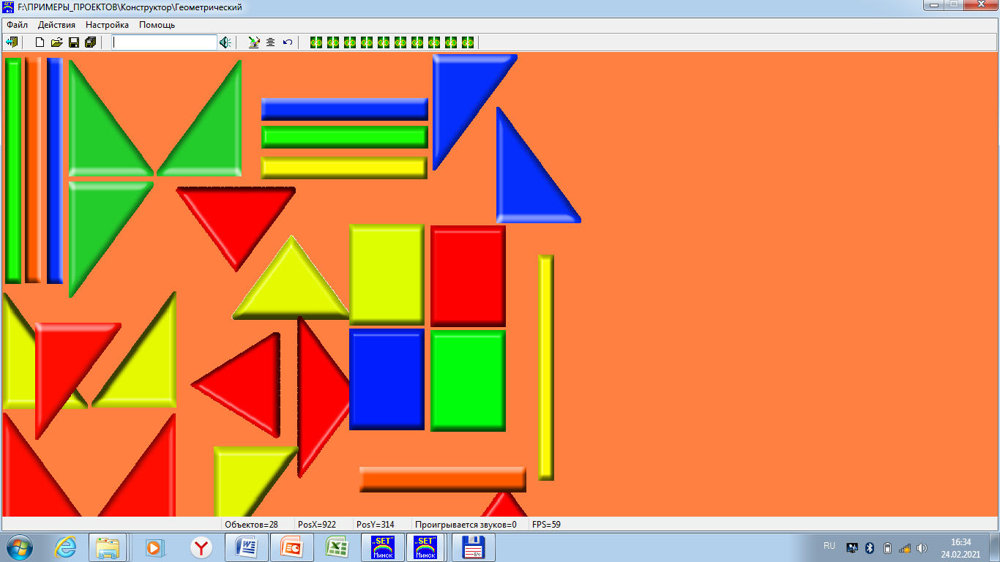 F:\ПРИМЕРЫ_ПРОЕКТОВ\Конструктор\Геометрический
Файл Действия Настройка Помощь
Объектов=28 PosX=922 PosY=314 Проигрывается звуков=0 FPS=59
„SET" Минск „SET" Минск
RU 16:34
24.02.2021